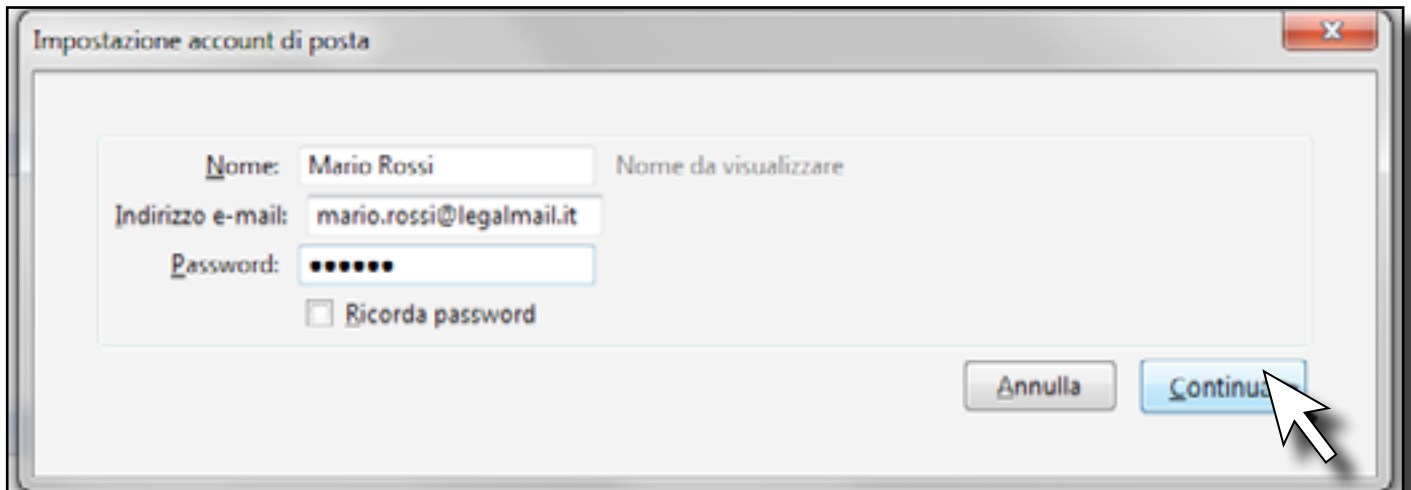 Impostazione account di posta
Nome: Mario Rossi Nome da visualizzare
Indirizzo e-mail: mario.rossi@legalmail.it
Password: ••••••
Ricorda password
Annulla Continua